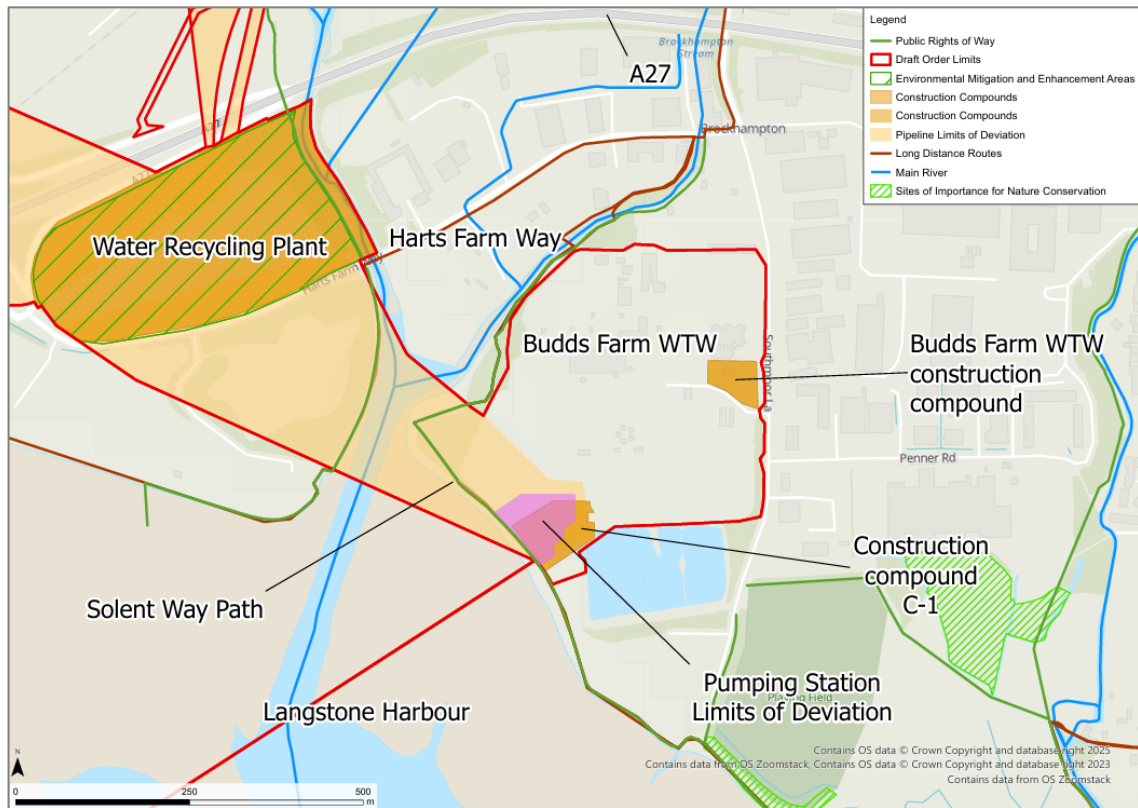 Legend
Public Rights of Way
Draft Order Limits
Environmental Mitigation and Enhancement Areas
Construction Compounds
Construction Compounds
Pipeline Limits of Deviation
Long Distance Routes
Main River
Sites of Importance for Nature Conservation
Brockhampton
Stream
A27
A27
A27
Brockhampton
Water Recycling Plant
Harts Farm Way
Harts Farm Way
Budds Farm WTW
Southmoor La
Budds Farm WTW
construction
compound
Penner Rd
Construction
compound
C-1
Solent Way Path
Pumping Station
Limits of Deviation
Playing Field
Langstone Harbour
Contains OS data © Crown Copyright and database right 2025
Contains data from OS Zoomstack, Contains OS data © Crown Copyright and database right 2023
Contains data from OS Zoomstack
N
0 250 500
m